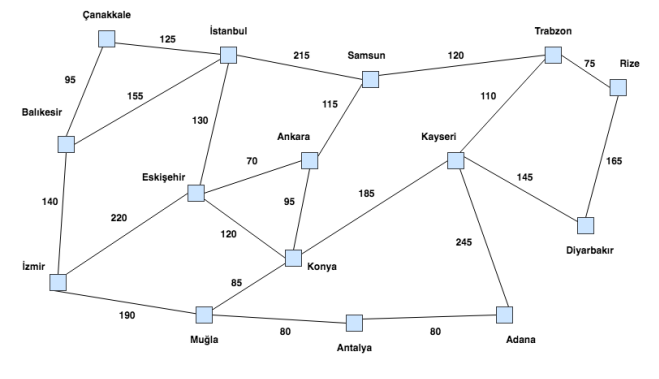 Çanakkale
125
İstanbul
215
Samsun
120
Trabzon
75
Rize
95
155
Balıkesir
130
115
110
Ankara
Kayseri
165
70
Eskişehir
145
140
95
185
220
120
245
Diyarbakır
İzmir
Konya
85
190
80
80
Muğla
Antalya
Adana